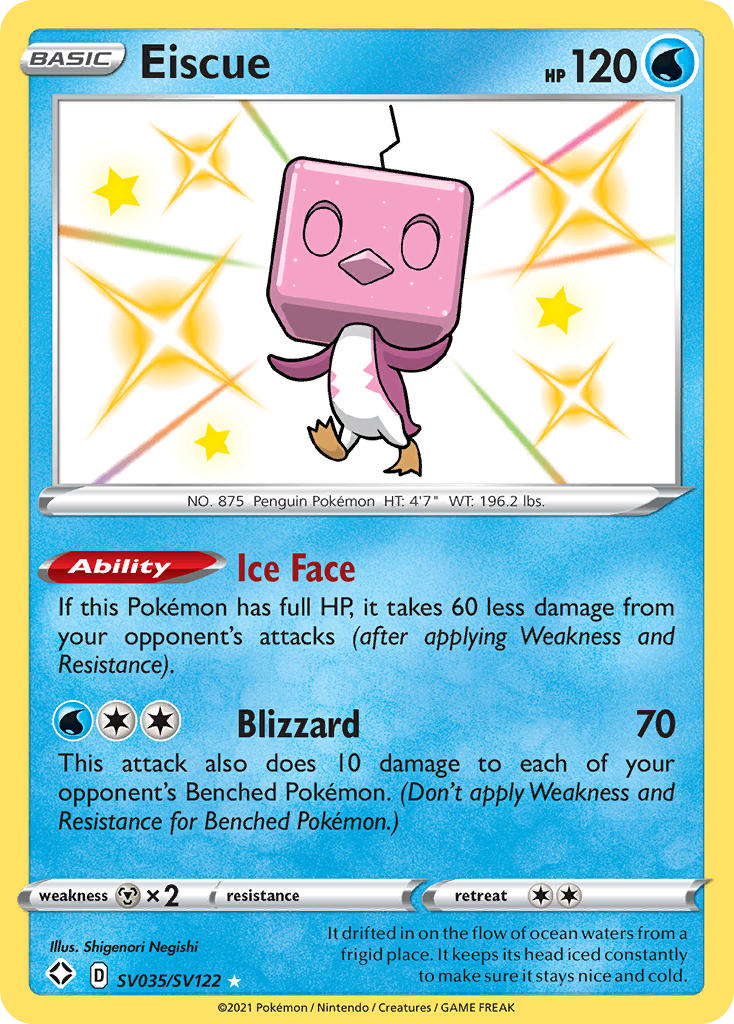 BASIC Eiscue HP 120
NO. 875 Penguin Pokémon HT: 4'7" WT: 196.2 lbs.
Ability Ice Face
If this Pokémon has full HP, it takes 60 less damage from
your opponent's attacks (after applying Weakness and
Resistance).
Blizzard 70
This attack also does 10 damage to each of your
opponent's Benched Pokémon. (Don't apply Weakness and
Resistance for Benched Pokémon.)
weakness ×2 resistance retreat
Illus. Shigenori Negishi
D SV035/SV122
It drifted in on the flow of ocean waters from a
frigid place. It keeps its head iced constantly
to make sure it stays nice and cold.
©2021 Pokémon / Nintendo / Creatures / GAME FREAK